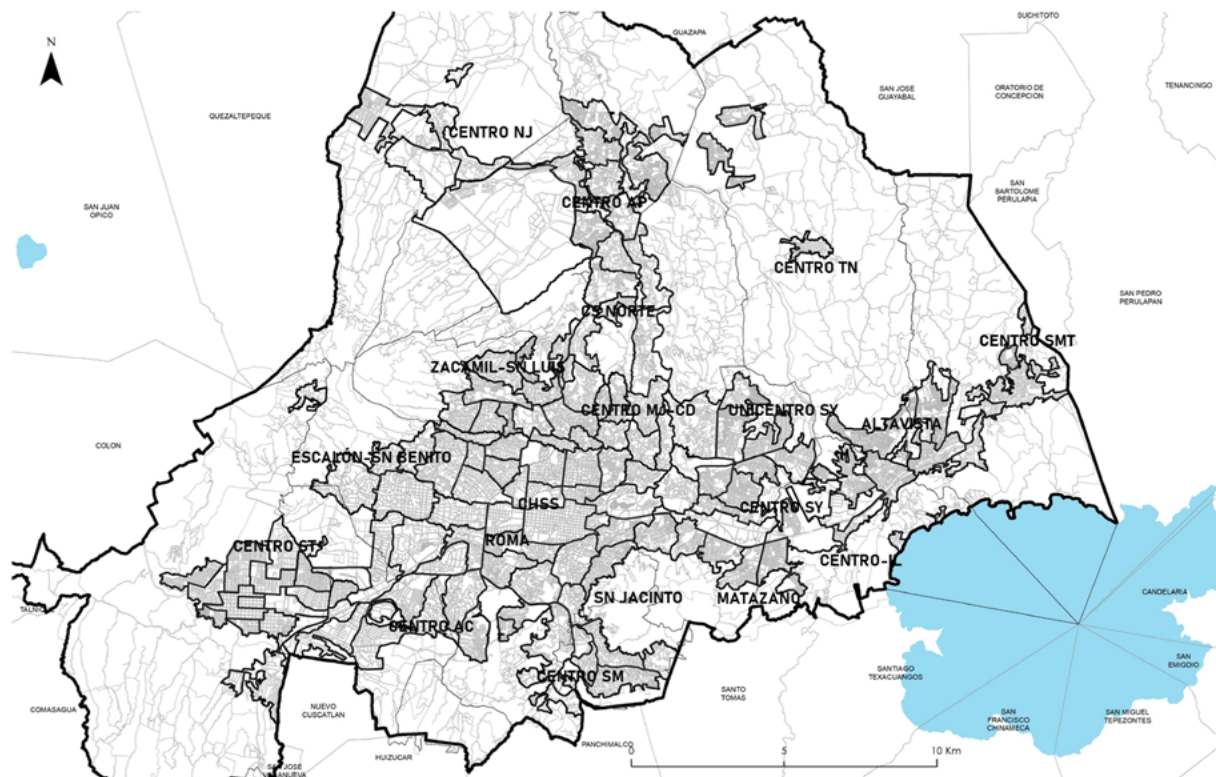 SUCHITOTO
N
GUAZAPA
SAN JOSE
GUAYABAL
ORATORIO DE
CONCEPCION
TENANCINGO
QUEZALTEPEQUE
CENTRO NJ
SAN
BARTOLOME
PERULAPIA
SAN JUAN
OPICO
CENTRO AP
CENTRO TN
SAN PEDRO
PERULAPAN
CS NORTE
CENTRO SMT
ZACAMIL-SN LUIS
CENTRO MJ-CD
UNICENTRO SY
ALTAVISTA
COLON
ESCALÓN-SN BENITO
CHSS
CENTRO SY
ROMA
CENTRO ST
CENTRO-IL
CANDELARIA
SN JACINTO
MATAZANO
CENTRO AC
SAN
EMIGDIO
CENTRO SM
SANTIAGO
TEXACUANGOS
SANTO
TOMAS
COMASAGUA
NUEVO
CUSCATLAN
SAN
FRANCISCO
CHINAMECA
SAN MIGUEL
TEPEZONTES
PANCHIMALCO
HUIZUCAR
0 5 10 Km
SAN JOSE